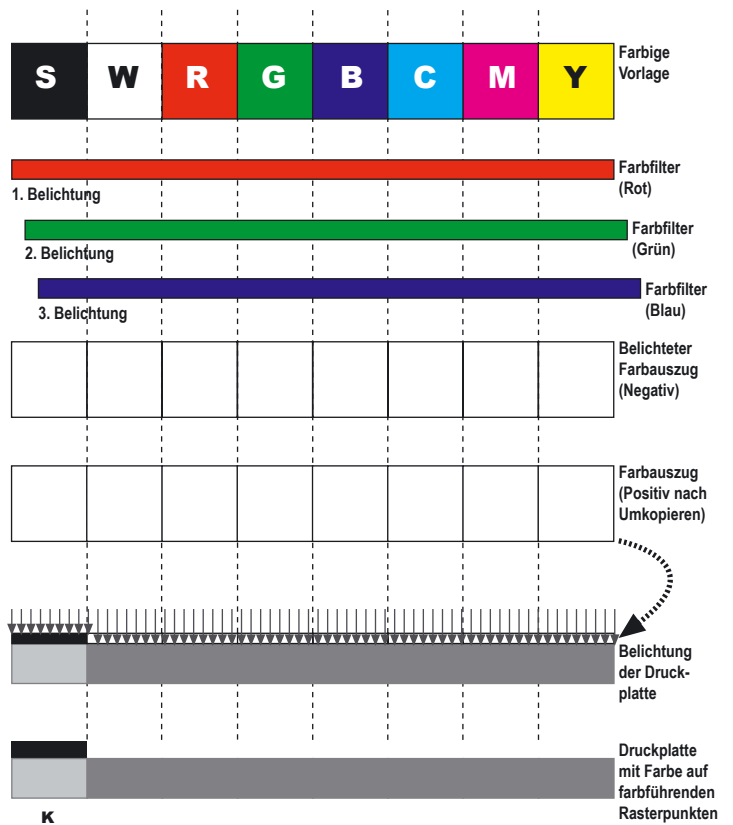 S W R G B C M Y
Farbige
Vorlage
Farbfilter
(Rot)
1. Belichtung
Farbfilter
(Grün)
2. Belichtung
Farbfilter
(Blau)
3. Belichtung
Belichteter
Farbauszug
(Negativ)
Farbauszug
(Positiv nach
Umkopieren)
Belichtung
der Druck-
platte
Druckplatte
mit Farbe auf
farbführenden
Rasterpunkten
K